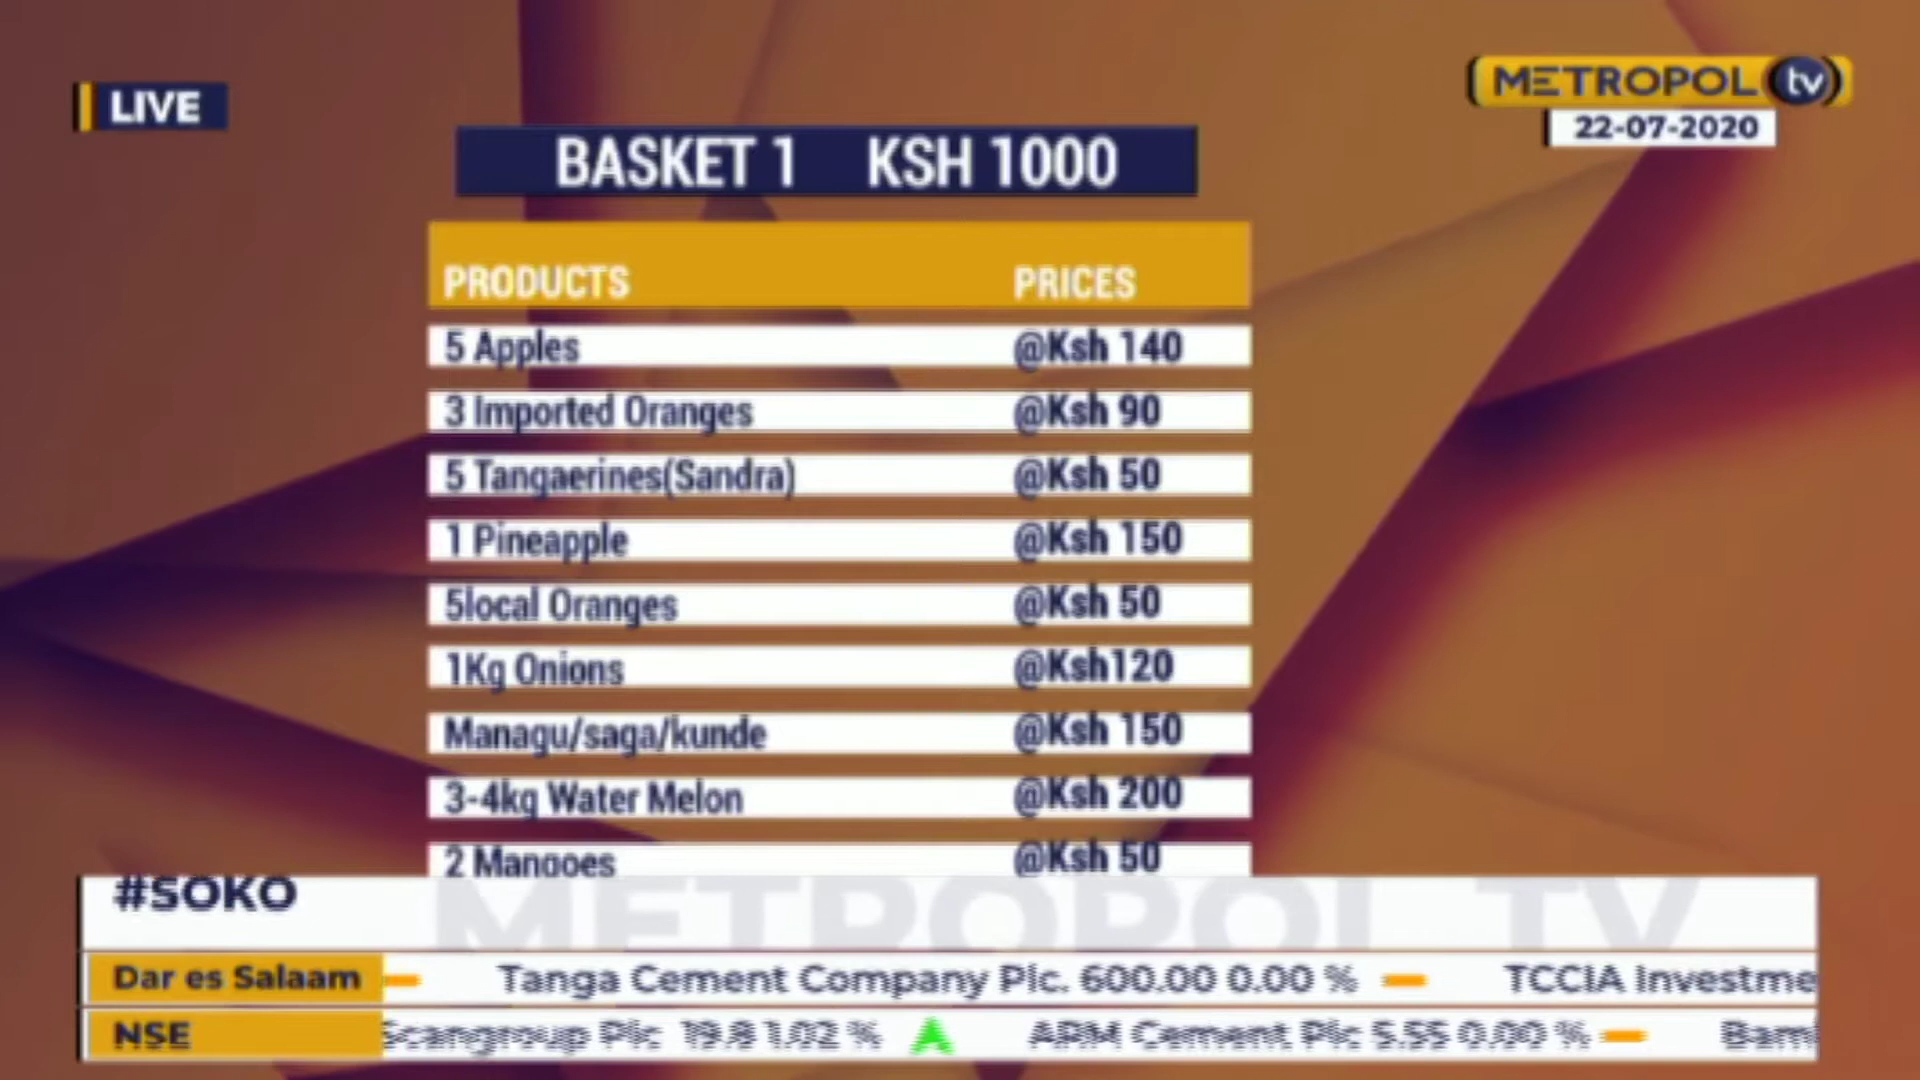 LIVE
METROPOL tv
22-07-2020
BASKET 1 KSH 1000
PRODUCTS PRICES
5 Apples @Ksh 140
3 Imported Oranges @Ksh 90
5 Tangaerines(Sandra) @Ksh 50
1 Pineapple @Ksh 150
5local Oranges @Ksh 50
1Kg Onions @Ksh120
Managu/saga/kunde @Ksh 150
3-4kg Water Melon @Ksh 200
2 Mangoes @Ksh 50
#SOKO
METROPOL TV
Dar es Salaam Tanga Cement Company Plc. 600.00 0.00 % TCCIA Investme
NSE Scangroup Plc 19.8 1.02 % ARM Cement Plc 5.55 0.00 % Bam